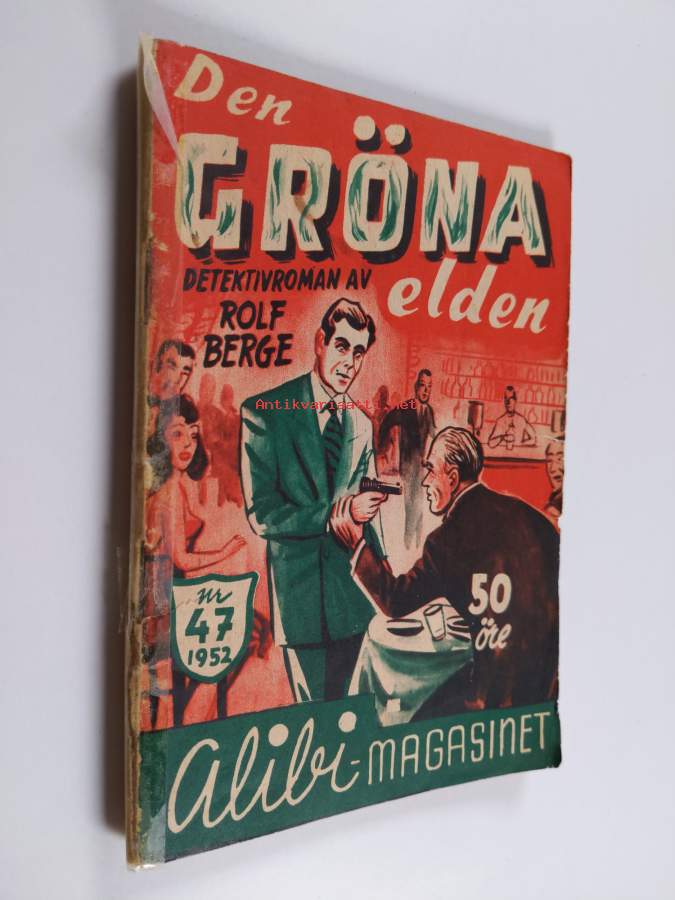 Den
GRÖNA
elden
DETEKTIVROMAN AV
ROLF
BERGE
Antikvariaatti.net
50
öre
Nr
47
1952
alibi-MAGASINET